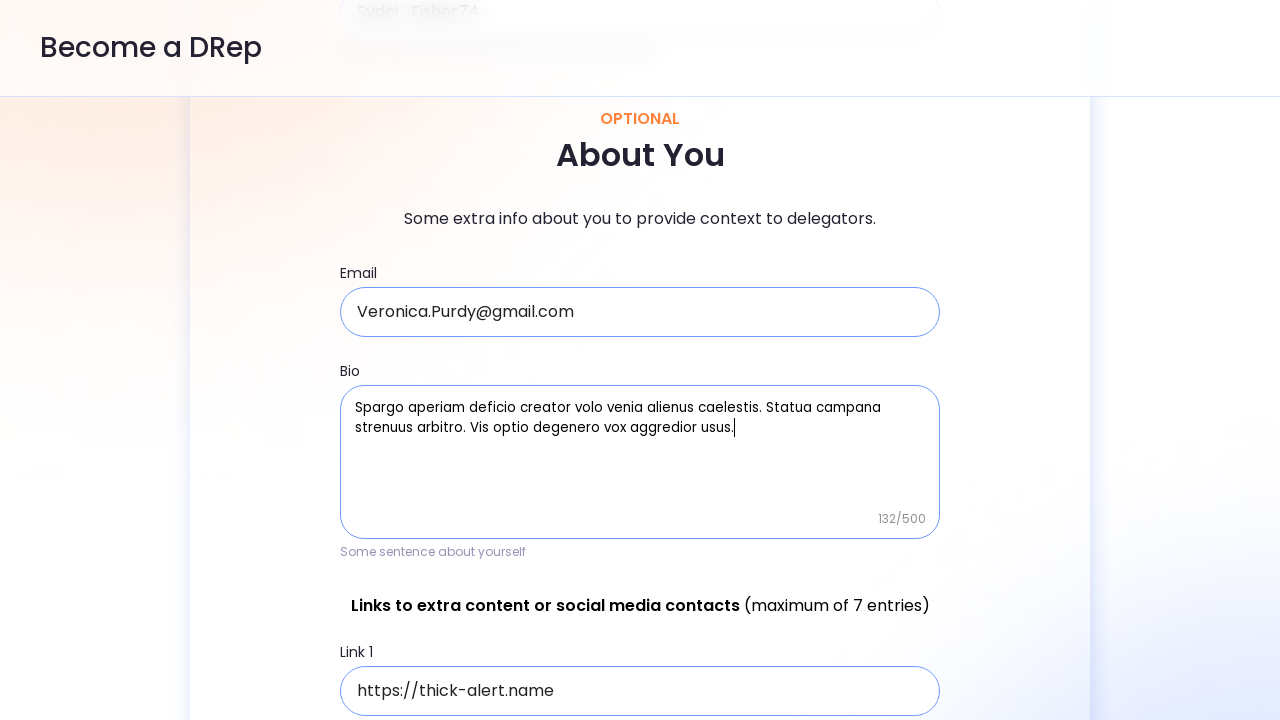 Become a DRep
OPTIONAL
About You
Some extra info about you to provide context to delegators.
Email
Veronica.Purdy@gmail.com
Bio
Spargo aperiam deficio creator volo venia alienus caelestis. Statua campana
strenuus arbitro. Vis optio degenero vox aggredior usus.
132/500
Some sentence about yourself
Links to extra content or social media contacts (maximum of 7 entries)
Link 1
https://thick-alert.name